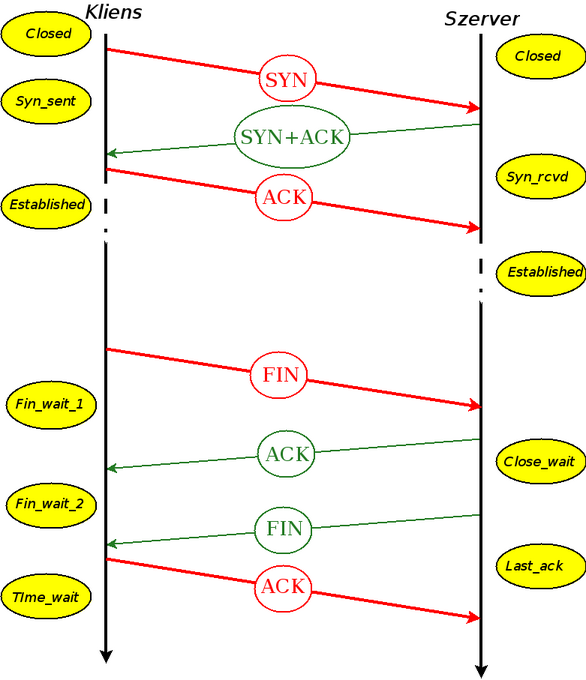 Kliens
Szerver
Closed
Closed
SYN
Syn_sent
SYN+ACK
Syn_rcvd
ACK
Established
Established
FIN
Fin_wait_1
ACK
Close_wait
Fin_wait_2
FIN
Last_ack
ACK
TIme_wait